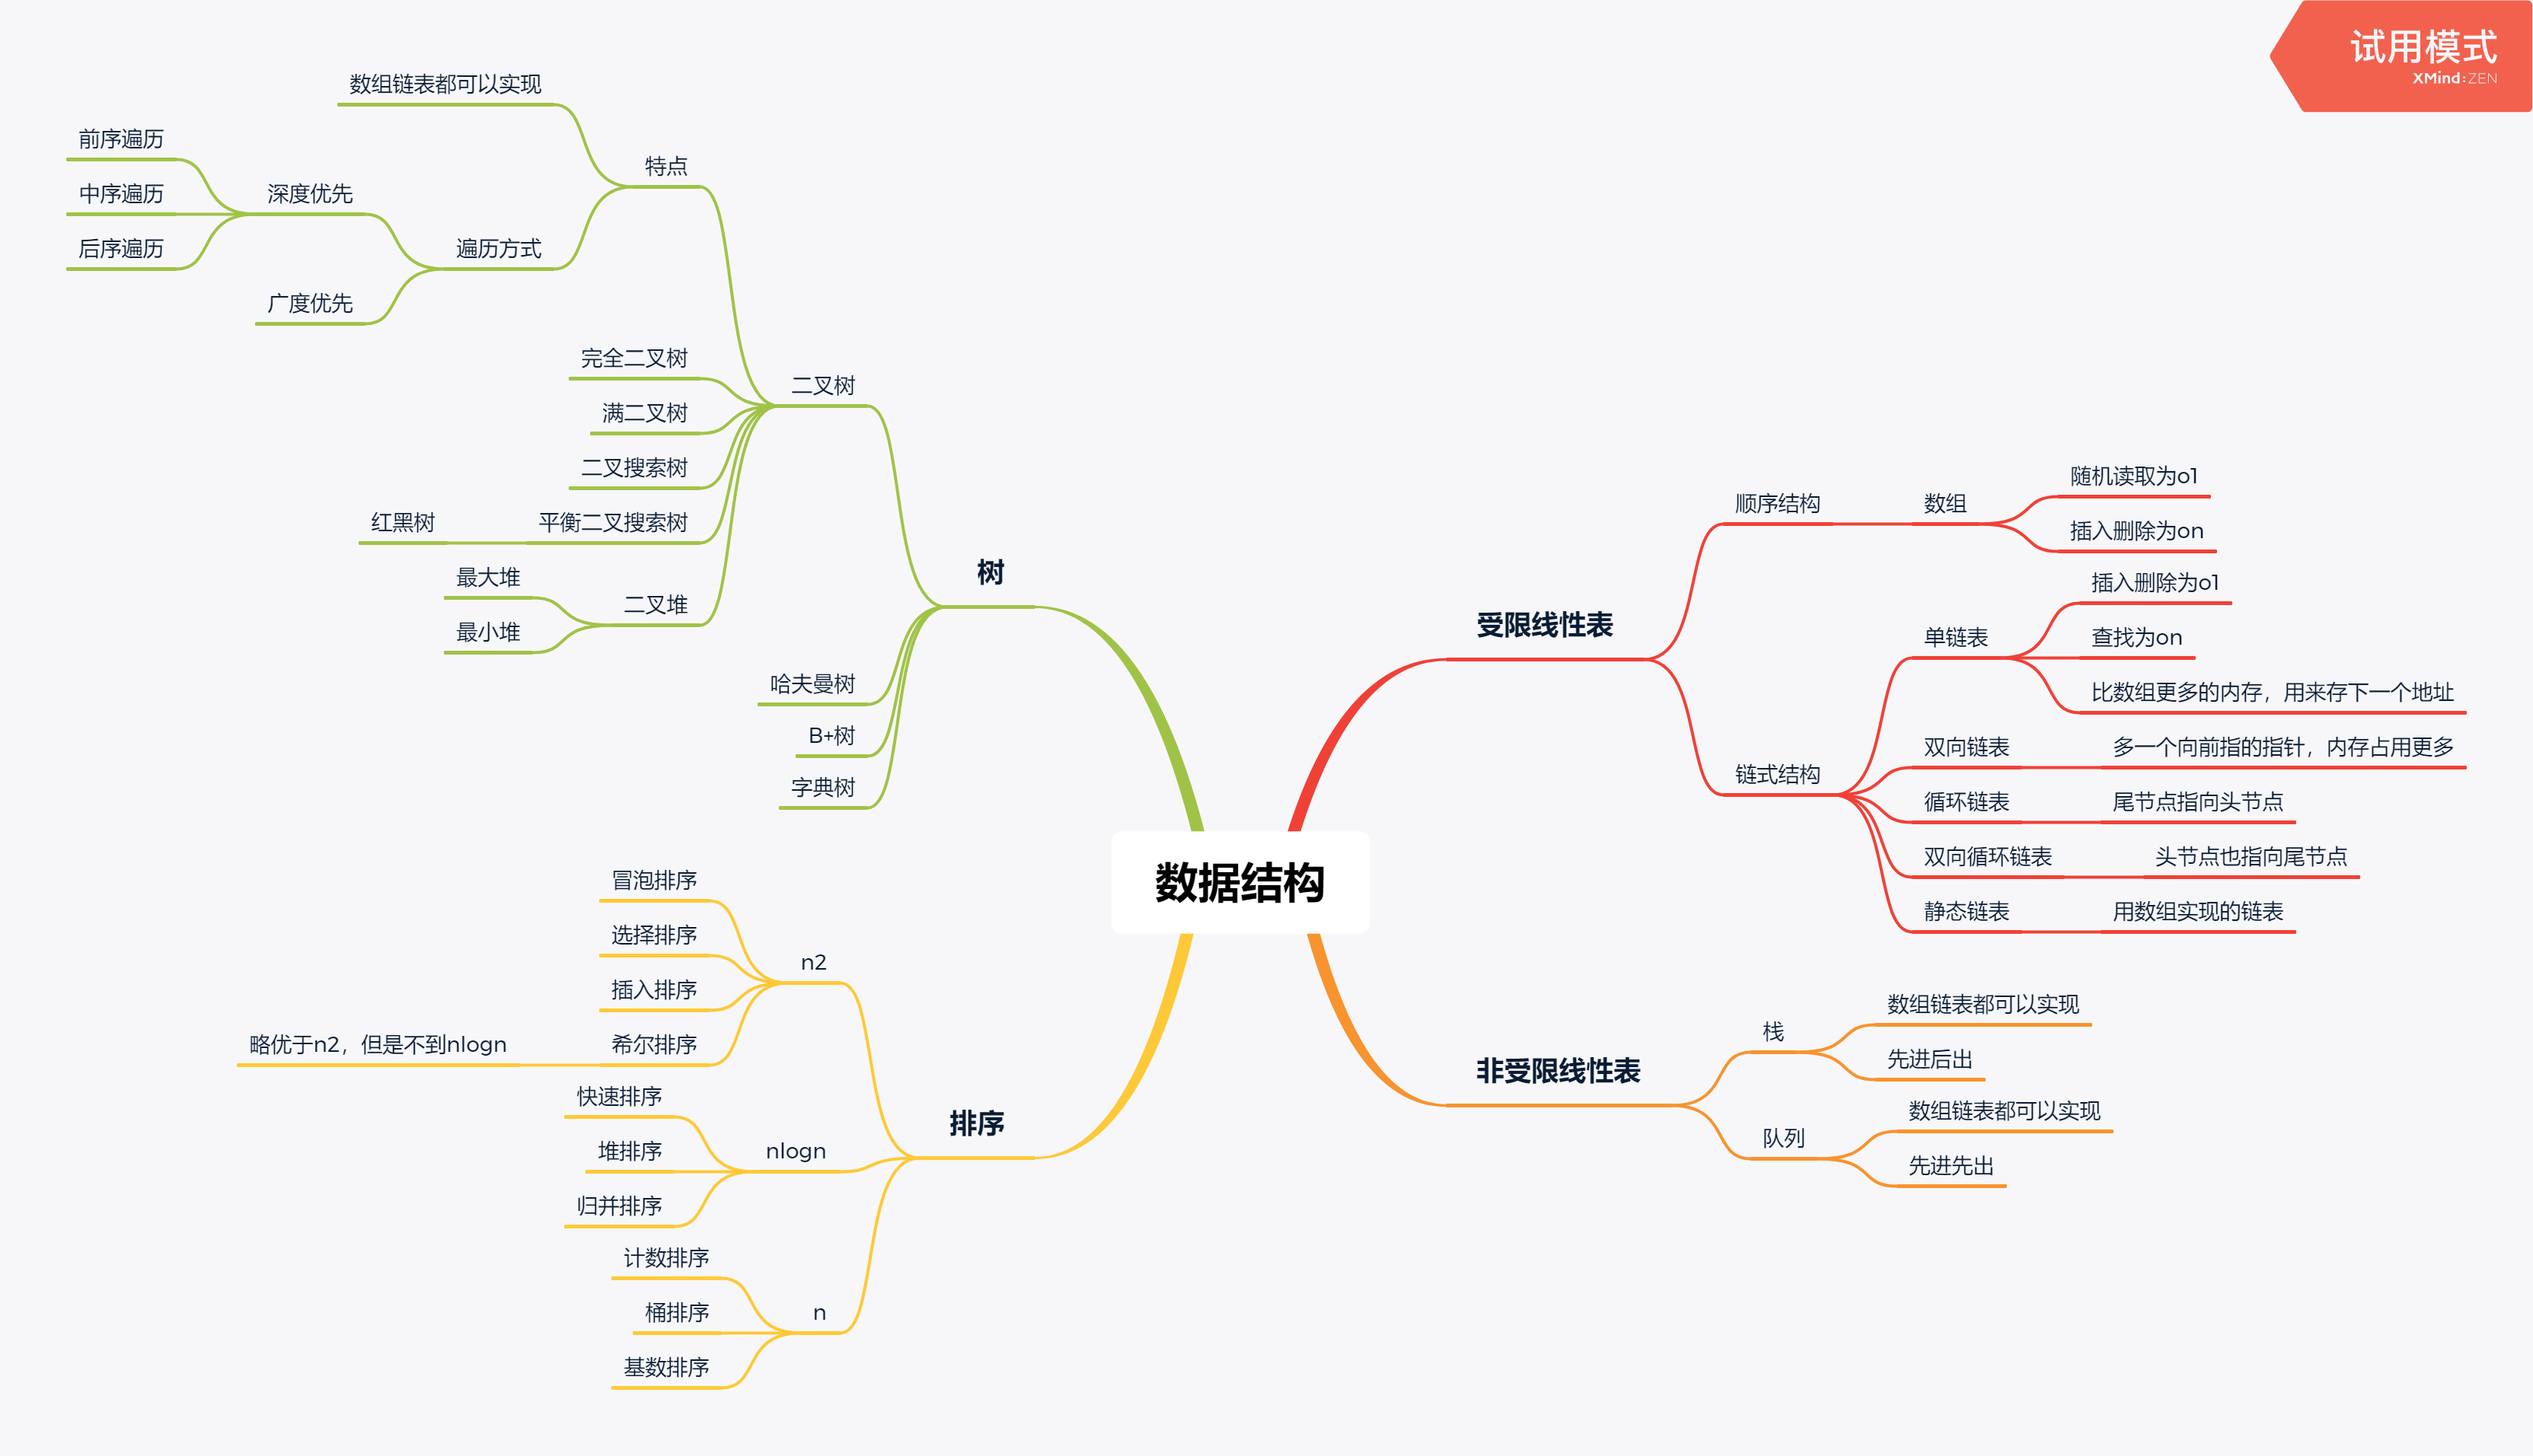 试用模式
XMind:ZEN
数据结构
受限线性表
顺序结构
数组
随机读取为o1
插入删除为on
链式结构
单链表
插入删除为o1
查找为on
比数组更多的内存，用来存下一个地址
双向链表
多一个向前指的指针，内存占用更多
循环链表
尾节点指向头节点
双向循环链表
头节点也指向尾节点
静态链表
用数组实现的链表
非受限线性表
栈
数组链表都可以实现
先进后出
队列
数组链表都可以实现
先进先出
树
二叉树
特点
数组链表都可以实现
遍历方式
深度优先
前序遍历
中序遍历
后序遍历
广度优先
完全二叉树
满二叉树
二叉搜索树
平衡二叉搜索树
红黑树
二叉堆
最大堆
最小堆
哈夫曼树
B+树
字典树
排序
n2
冒泡排序
选择排序
插入排序
希尔排序
略优于n2，但是不到nlogn
nlogn
快速排序
堆排序
归并排序
n
计数排序
桶排序
基数排序